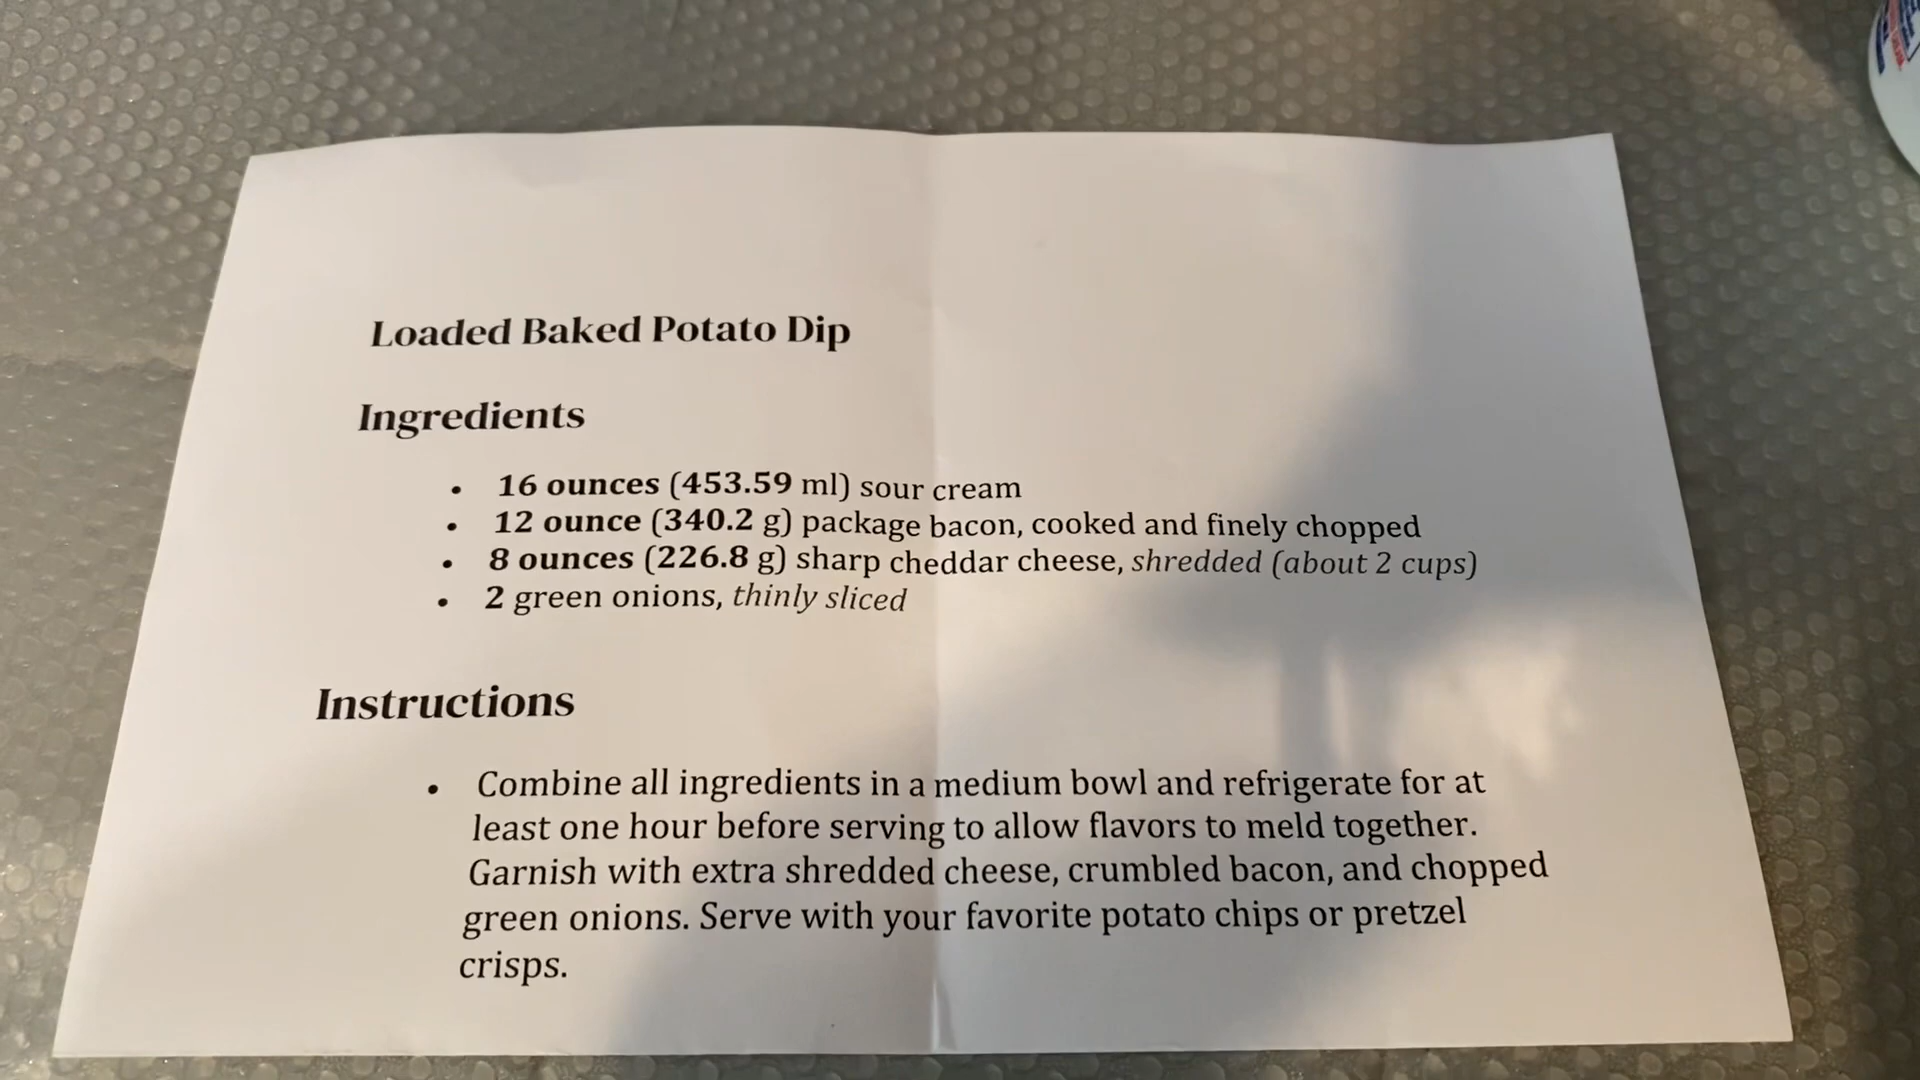 Loaded Baked Potato Dip
Ingredients
• 16 ounces (453.59 ml) sour cream
• 12 ounce (340.2 g) package bacon, cooked and finely chopped
• 8 ounces (226.8 g) sharp cheddar cheese, shredded (about 2 cups)
• 2 green onions, thinly sliced
Instructions
• Combine all ingredients in a medium bowl and refrigerate for at
least one hour before serving to allow flavors to meld together.
Garnish with extra shredded cheese, crumbled bacon, and chopped
green onions. Serve with your favorite potato chips or pretzel
crisps.